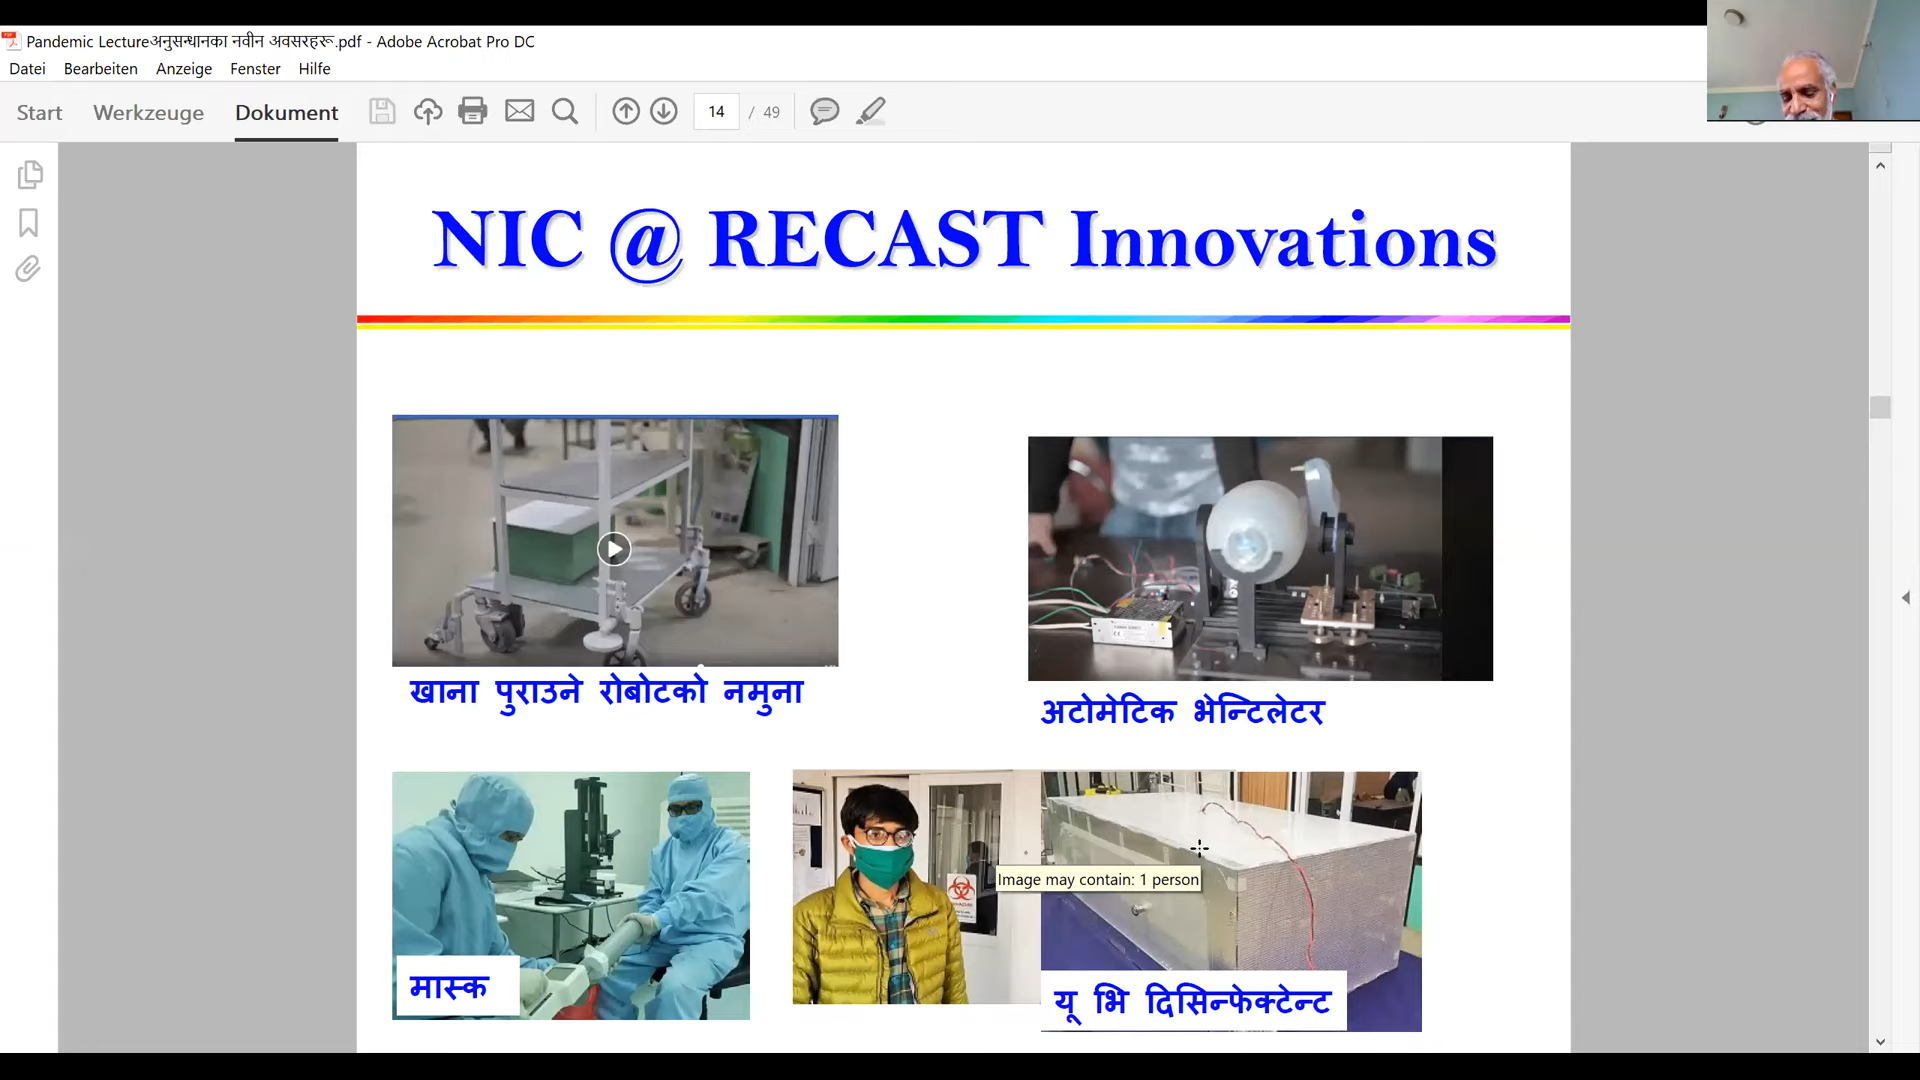 Pandemic Lectureअनुसन्धानका नवीन अवसरहरू.pdf - Adobe Acrobat Pro DC
Datei Bearbeiten Anzeige Fenster Hilfe
Start Werkzeuge Dokument 14 / 49
NIC @ RECAST Innovations
खाना पुराउने रोबोटको नमुना
अटोमेटिक भेन्टिलेटर
Image may contain: 1 person
मास्क
यू भि दिसिन्फेक्टेन्ट